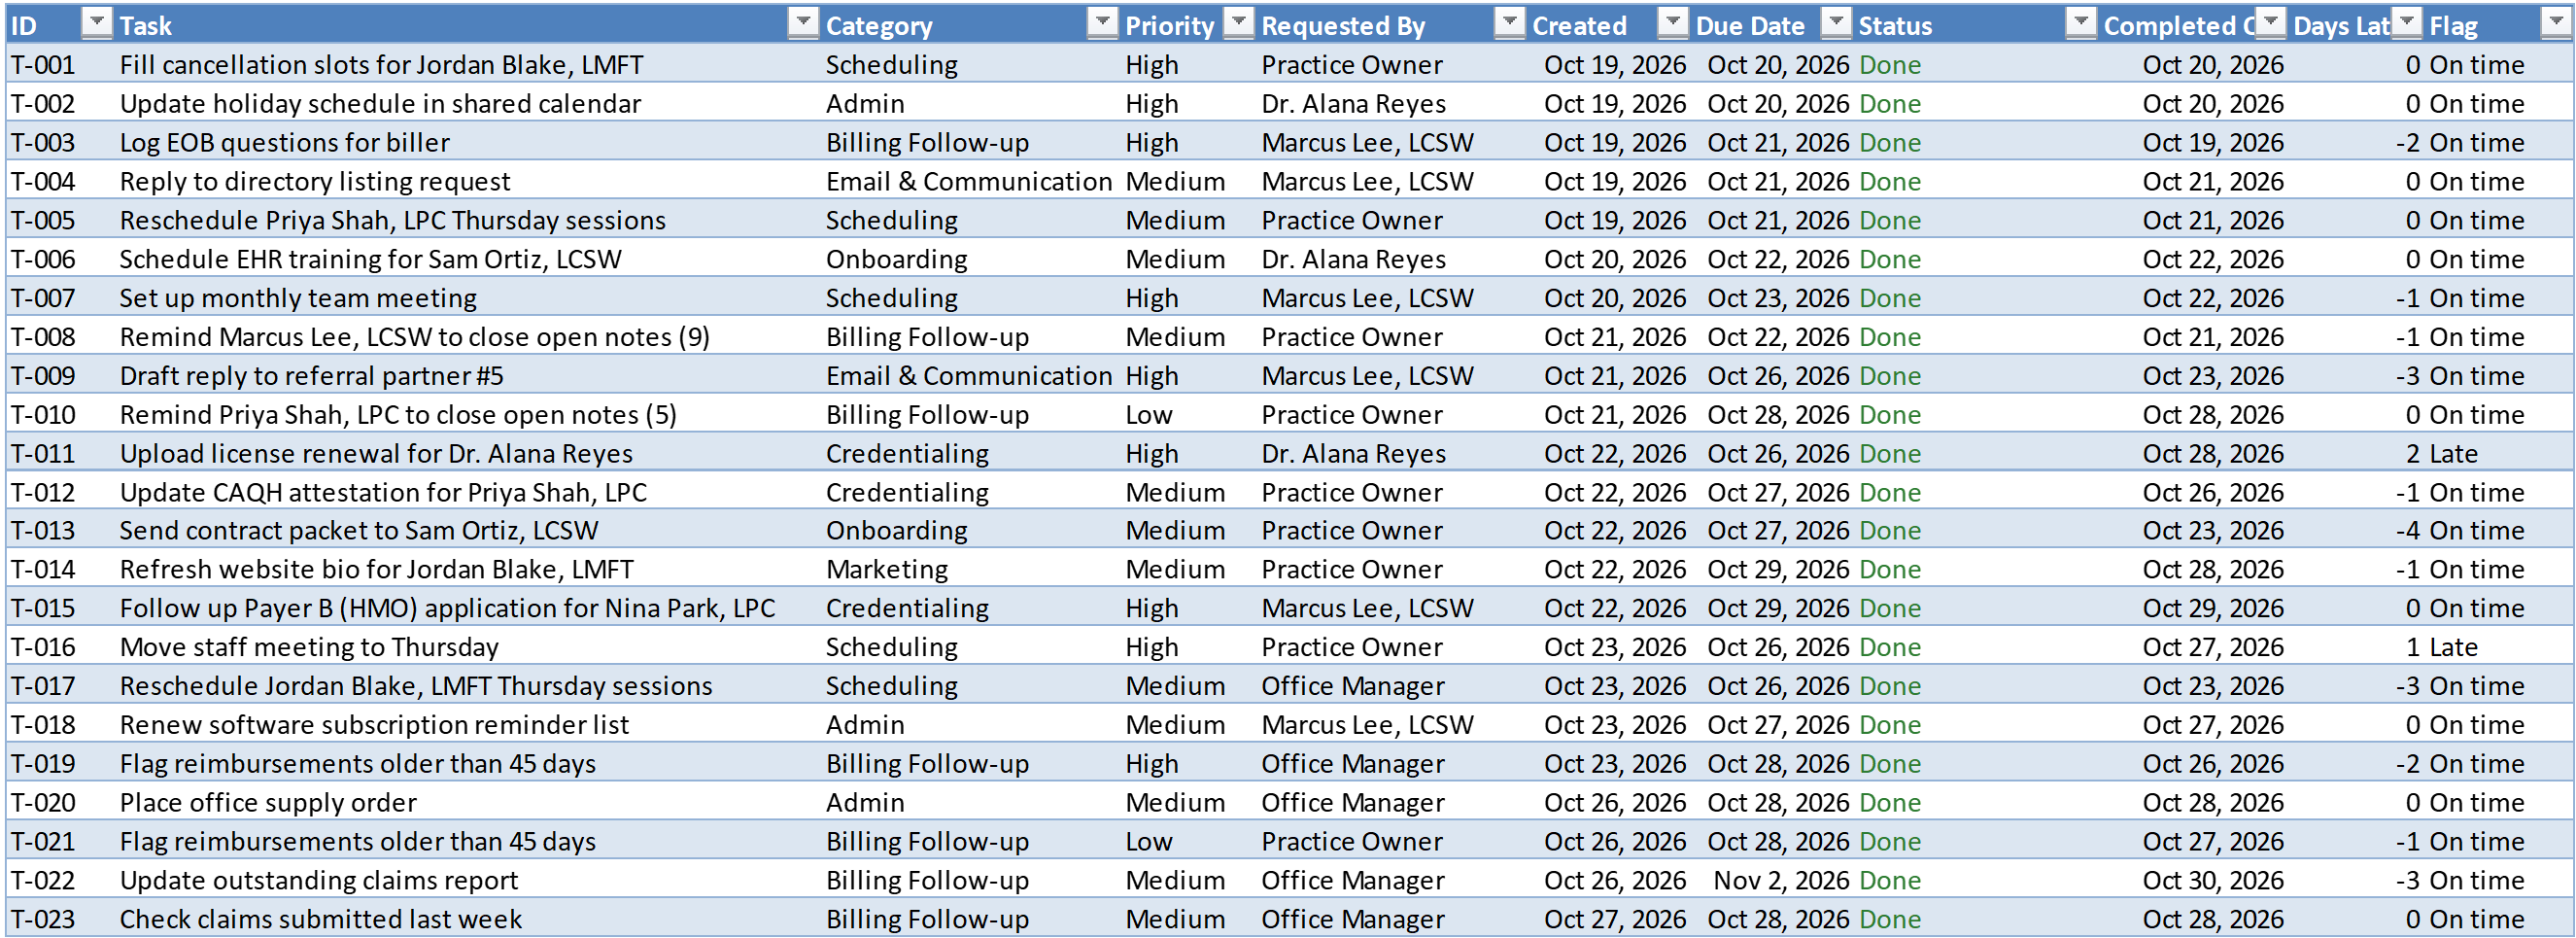 ID Task Category Priority Requested By Created Due Date Status Completed Days Lat Flag
T-001 Fill cancellation slots for Jordan Blake, LMFT Scheduling High Practice Owner Oct 19, 2026 Oct 20, 2026 Done Oct 20, 2026 0 On time
T-002 Update holiday schedule in shared calendar Admin High Dr. Alana Reyes Oct 19, 2026 Oct 20, 2026 Done Oct 20, 2026 0 On time
T-003 Log EOB questions for biller Billing Follow-up High Marcus Lee, LCSW Oct 19, 2026 Oct 21, 2026 Done Oct 19, 2026 -2 On time
T-004 Reply to directory listing request Email & Communication Medium Marcus Lee, LCSW Oct 19, 2026 Oct 21, 2026 Done Oct 21, 2026 0 On time
T-005 Reschedule Priya Shah, LPC Thursday sessions Scheduling Medium Practice Owner Oct 19, 2026 Oct 21, 2026 Done Oct 21, 2026 0 On time
T-006 Schedule EHR training for Sam Ortiz, LCSW Onboarding Medium Dr. Alana Reyes Oct 20, 2026 Oct 22, 2026 Done Oct 22, 2026 0 On time
T-007 Set up monthly team meeting Scheduling High Marcus Lee, LCSW Oct 20, 2026 Oct 23, 2026 Done Oct 22, 2026 -1 On time
T-008 Remind Marcus Lee, LCSW to close open notes (9) Billing Follow-up Medium Practice Owner Oct 21, 2026 Oct 22, 2026 Done Oct 21, 2026 -1 On time
T-009 Draft reply to referral partner #5 Email & Communication High Marcus Lee, LCSW Oct 21, 2026 Oct 26, 2026 Done Oct 23, 2026 -3 On time
T-010 Remind Priya Shah, LPC to close open notes (5) Billing Follow-up Low Practice Owner Oct 21, 2026 Oct 28, 2026 Done Oct 28, 2026 0 On time
T-011 Upload license renewal for Dr. Alana Reyes Credentialing High Dr. Alana Reyes Oct 22, 2026 Oct 26, 2026 Done Oct 28, 2026 2 Late
T-012 Update CAQH attestation for Priya Shah, LPC Credentialing Medium Practice Owner Oct 22, 2026 Oct 27, 2026 Done Oct 26, 2026 -1 On time
T-013 Send contract packet to Sam Ortiz, LCSW Onboarding Medium Practice Owner Oct 22, 2026 Oct 27, 2026 Done Oct 23, 2026 -4 On time
T-014 Refresh website bio for Jordan Blake, LMFT Marketing Medium Practice Owner Oct 22, 2026 Oct 29, 2026 Done Oct 28, 2026 -1 On time
T-015 Follow up Payer B (HMO) application for Nina Park, LPC Credentialing High Marcus Lee, LCSW Oct 22, 2026 Oct 29, 2026 Done Oct 29, 2026 0 On time
T-016 Move staff meeting to Thursday Scheduling High Practice Owner Oct 23, 2026 Oct 26, 2026 Done Oct 27, 2026 1 Late
T-017 Reschedule Jordan Blake, LMFT Thursday sessions Scheduling Medium Office Manager Oct 23, 2026 Oct 26, 2026 Done Oct 23, 2026 -3 On time
T-018 Renew software subscription reminder list Admin Medium Marcus Lee, LCSW Oct 23, 2026 Oct 27, 2026 Done Oct 27, 2026 0 On time
T-019 Flag reimbursements older than 45 days Billing Follow-up High Office Manager Oct 23, 2026 Oct 28, 2026 Done Oct 26, 2026 -2 On time
T-020 Place office supply order Admin Medium Office Manager Oct 26, 2026 Oct 28, 2026 Done Oct 28, 2026 0 On time
T-021 Flag reimbursements older than 45 days Billing Follow-up Low Practice Owner Oct 26, 2026 Oct 28, 2026 Done Oct 27, 2026 -1 On time
T-022 Update outstanding claims report Billing Follow-up Medium Office Manager Oct 26, 2026 Nov 2, 2026 Done Oct 30, 2026 -3 On time
T-023 Check claims submitted last week Billing Follow-up Medium Office Manager Oct 27, 2026 Oct 28, 2026 Done Oct 28, 2026 0 On time